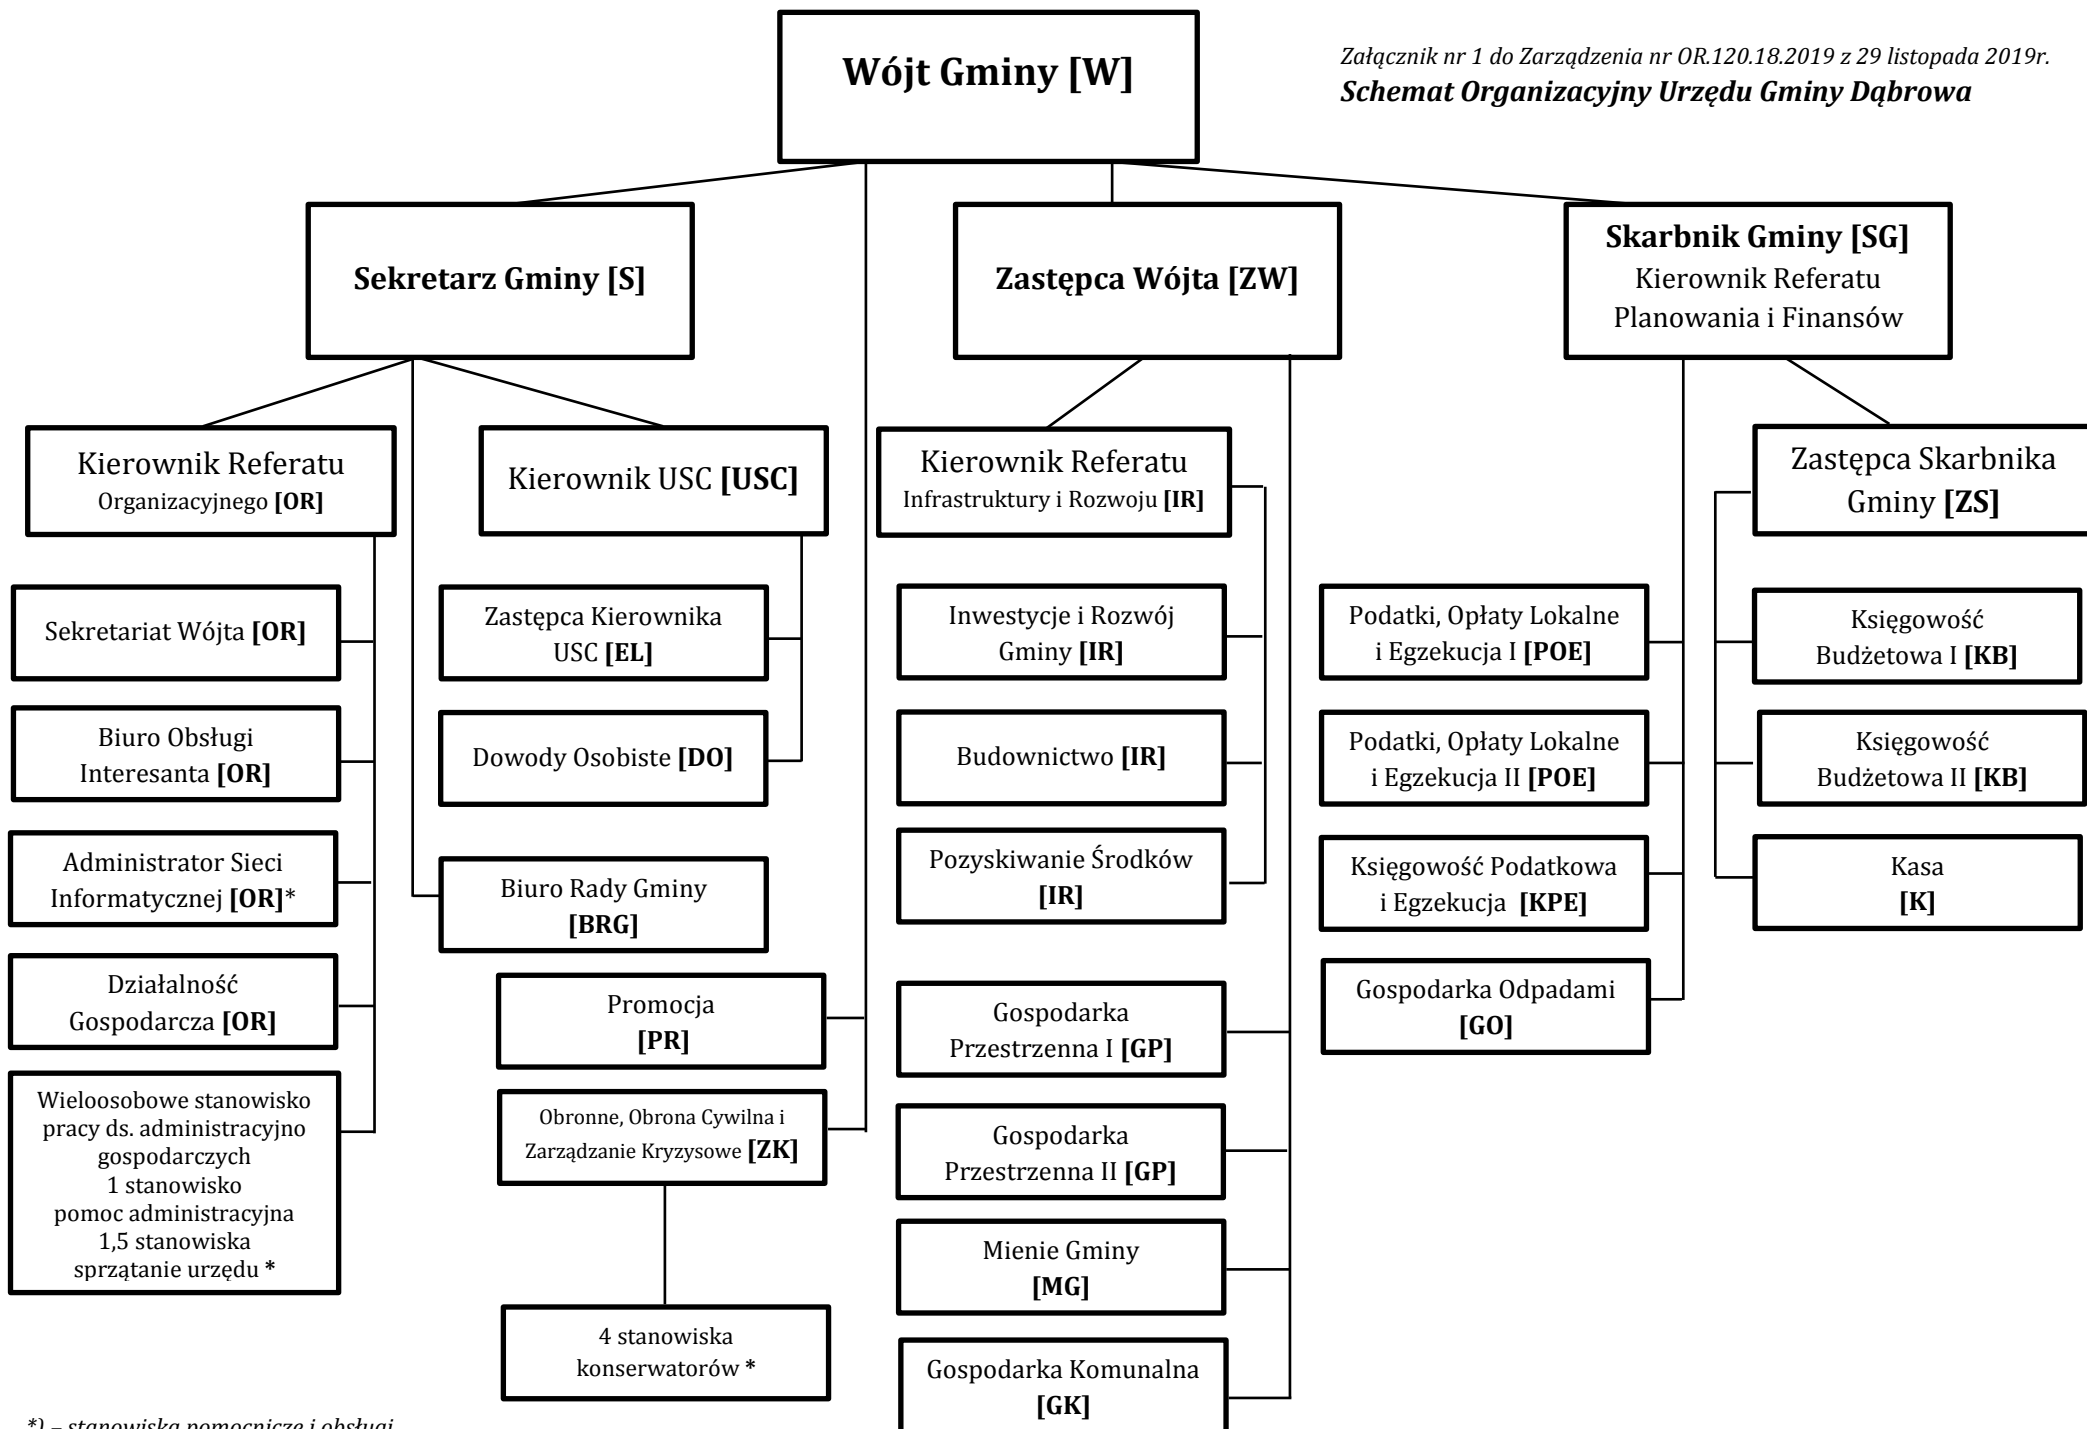 Wójt Gminy [W]
Załącznik nr 1 do Zarządzenia nr OR.120.18.2019 z 29 listopada 2019r.
Schemat Organizacyjny Urzędu Gminy Dąbrowa
Sekretarz Gminy [S]
Zastępca Wójta [ZW]
Skarbnik Gminy [SG]
Kierownik Referatu
Planowania i Finansów
Kierownik Referatu
Organizacyjnego [OR]
Kierownik USC [USC]
Kierownik Referatu
Infrastruktury i Rozwoju [IR]
Zastępca Skarbnika
Gminy [ZS]
Sekretariat Wójta [OR]
Biuro Obsługi
Interesanta [OR]
Administrator Sieci
Informatycznej [OR]*
Działalność
Gospodarcza [OR]
Wieloosobowe stanowisko
pracy ds. administracyjno
gospodarczych
1 stanowisko
pomoc administracyjna
1,5 stanowiska
sprzątanie urzędu *
Zastępca Kierownika
USC [EL]
Dowody Osobiste [DO]
Biuro Rady Gminy
[BRG]
Promocja
[PR]
Obronne, Obrona Cywilna i
Zarządzanie Kryzysowe [ZK]
4 stanowiska
konserwatorów *
Inwestycje i Rozwój
Gminy [IR]
Budownictwo [IR]
Pozyskiwanie Środków
[IR]
Gospodarka
Przestrzenna I [GP]
Gospodarka
Przestrzenna II [GP]
Mienie Gminy
[MG]
Gospodarka Komunalna
[GK]
Podatki, Opłaty Lokalne
i Egzekucja I [POE]
Podatki, Opłaty Lokalne
i Egzekucja II [POE]
Księgowość Podatkowa
i Egzekucja [KPE]
Gospodarka Odpadami
[GO]
Księgowość
Budżetowa I [KB]
Księgowość
Budżetowa II [KB]
Kasa
[K]
*) – stanowiska pomocnicze i obsługi